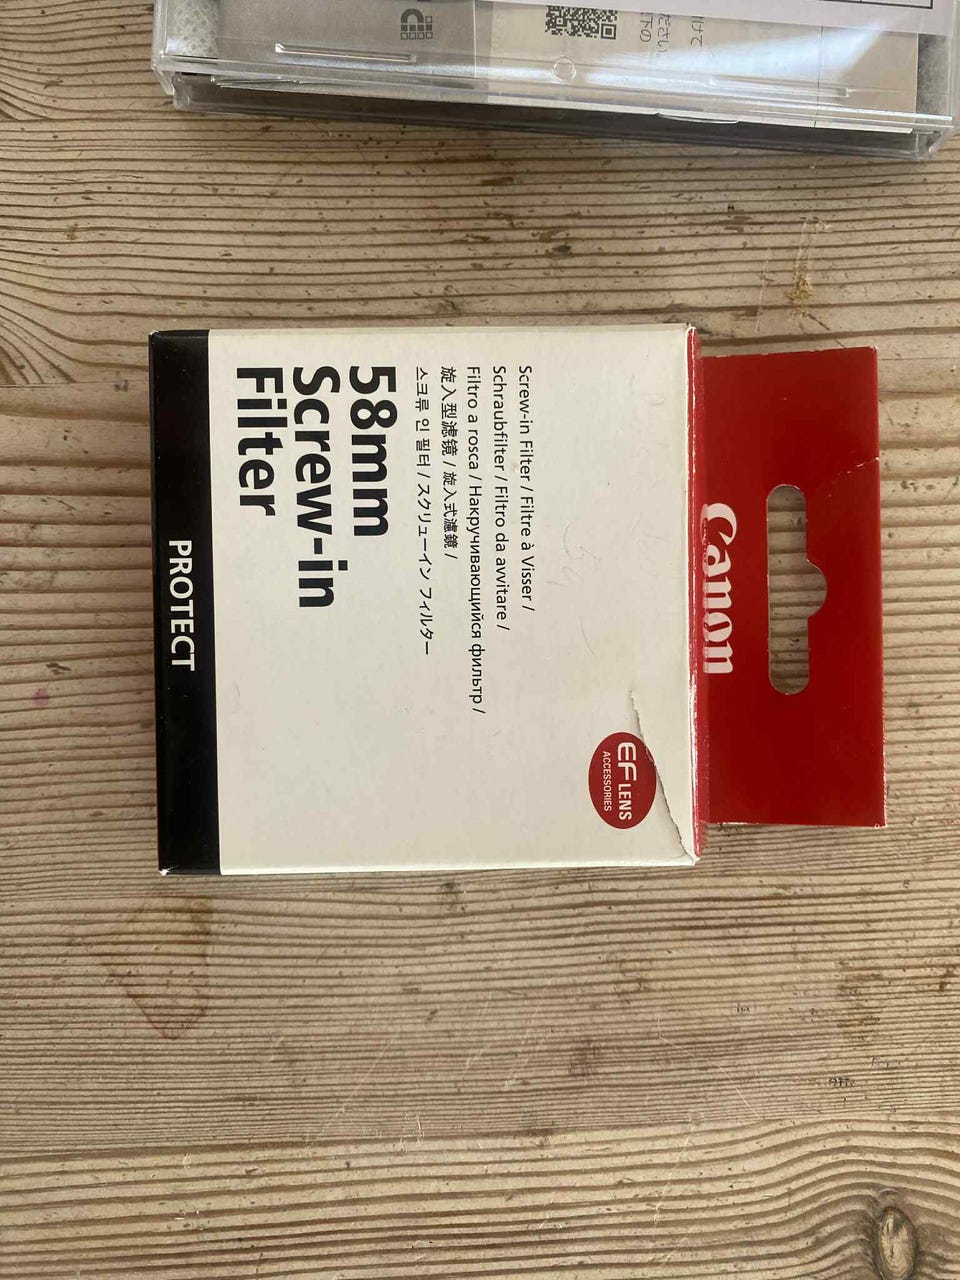 Canon
EF LENS
ACCESSORIES
Screw-in Filter / Filtre à Visser /
Schraubfilter / Filtro da avvitare /
Filtro a rosca / Накручивающийся фильтр /
旋入型滤镜 / 旋入式濾鏡 /
스크류 인 필터 / スクリューイン フィルター
58mm
Screw-in
Filter
PROTECT